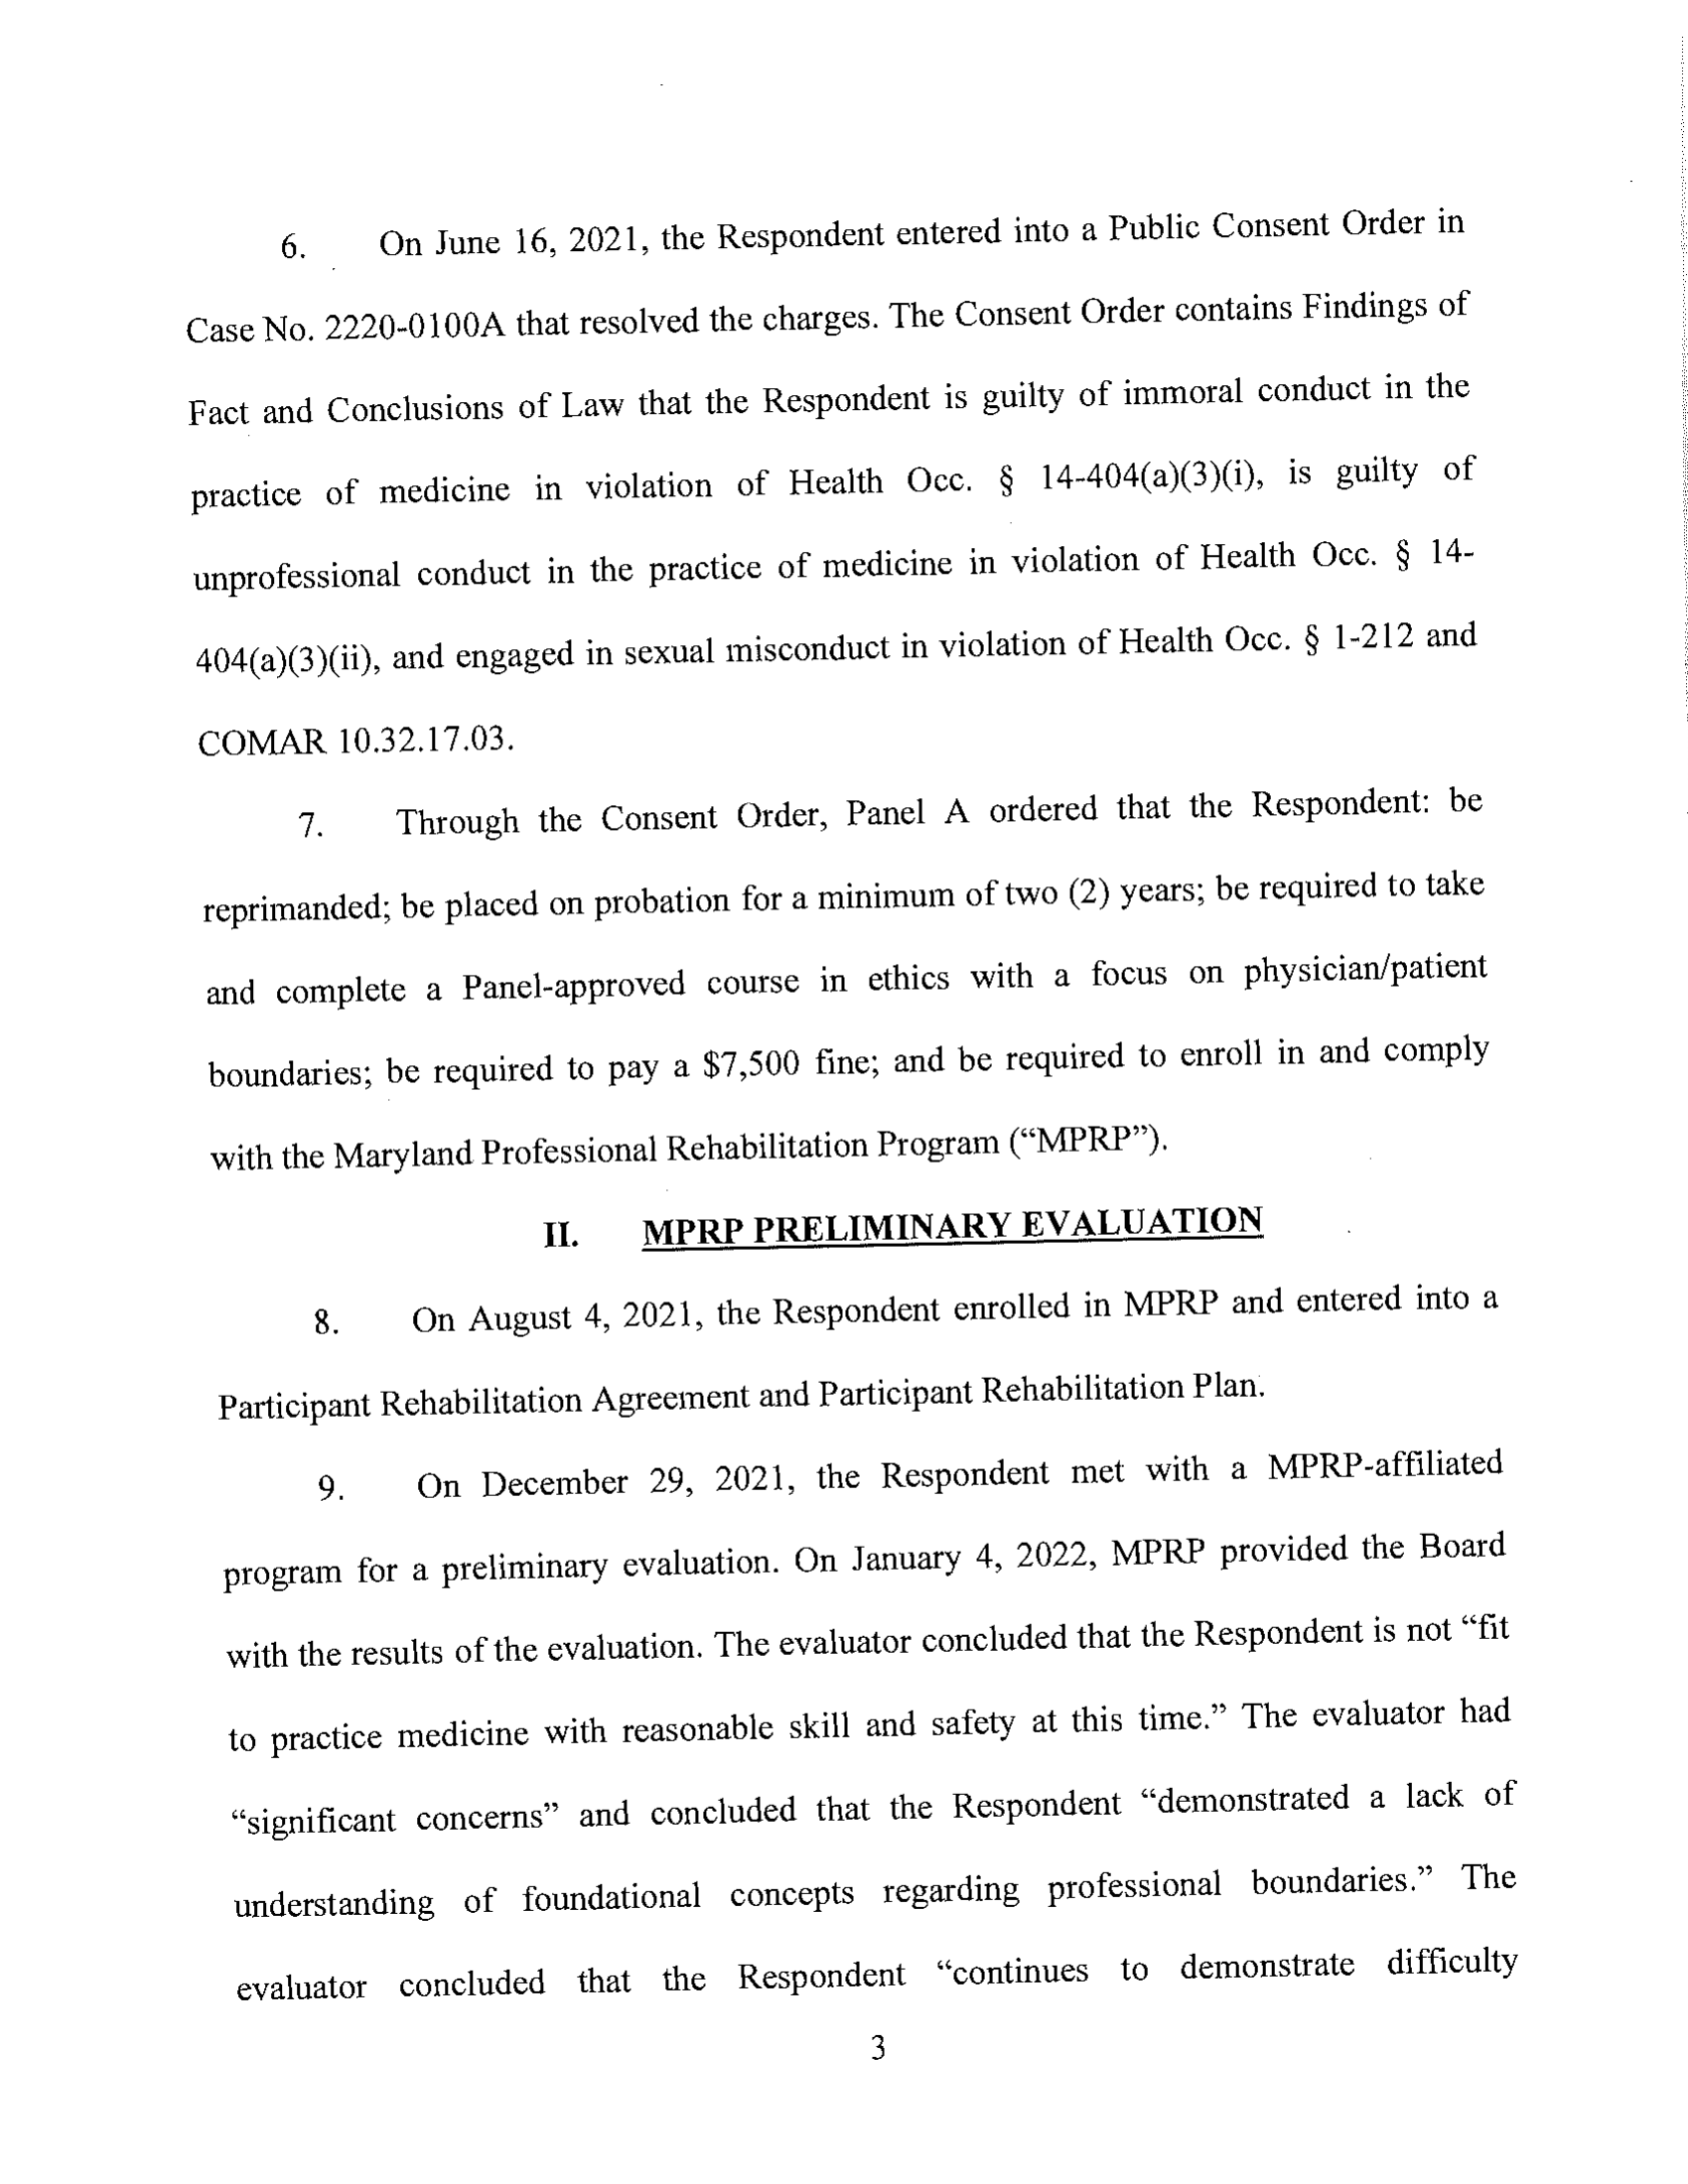 6. On June 16, 2021, the Respondent entered into a Public Consent Order in
Case No. 2220-0100A that resolved the charges. The Consent Order contains Findings of
Fact and Conclusions of Law that the Respondent is guilty of immoral conduct in the
practice of medicine in violation of Health Occ. § 14-404(a)(3)(i), is guilty of
unprofessional conduct in the practice of medicine in violation of Health Occ. § 14-
404(a)(3)(ii), and engaged in sexual misconduct in violation of Health Occ. § 1-212 and
COMAR 10.32.17.03.
7. Through the Consent Order, Panel A ordered that the Respondent: be
reprimanded; be placed on probation for a minimum of two (2) years; be required to take
and complete a Panel-approved course in ethics with a focus on physician/patient
boundaries; be required to pay a $7,500 fine; and be required to enroll in and comply
with the Maryland Professional Rehabilitation Program (“MPRP”).
II. MPRP PRELIMINARY EVALUATION
8. On August 4, 2021, the Respondent enrolled in MPRP and entered into a
Participant Rehabilitation Agreement and Participant Rehabilitation Plan.
9. On December 29, 2021, the Respondent met with a MPRP-affiliated
program for a preliminary evaluation. On January 4, 2022, MPRP provided the Board
with the results of the evaluation. The evaluator concluded that the Respondent is not “fit
to practice medicine with reasonable skill and safety at this time.” The evaluator had
“significant concerns” and concluded that the Respondent “demonstrated a lack of
understanding of foundational concepts regarding professional boundaries.” The
evaluator concluded that the Respondent “continues to demonstrate difficulty
3